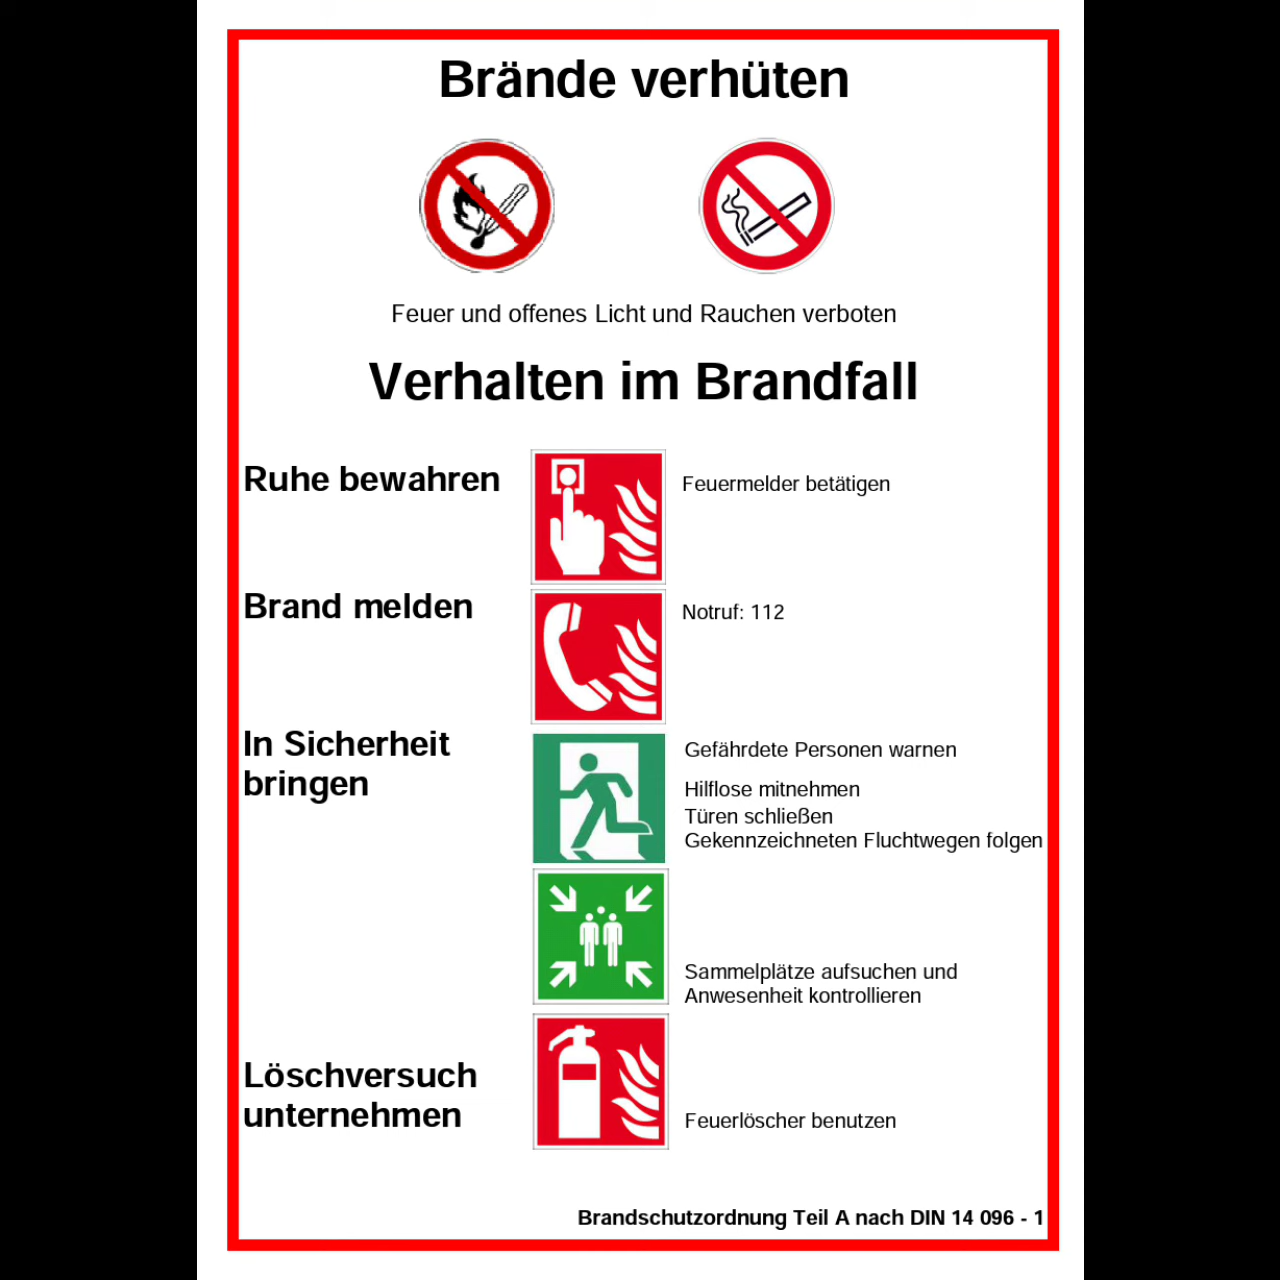 Brände verhüten
Feuer und offenes Licht und Rauchen verboten
Verhalten im Brandfall
Ruhe bewahren
Feuermelder betätigen
Brand melden
Notruf: 112
In Sicherheit
bringen
Gefährdete Personen warnen
Hilflose mitnehmen
Türen schließen
Gekennzeichneten Fluchtwegen folgen
Sammelplätze aufsuchen und
Anwesenheit kontrollieren
Löschversuch
unternehmen
Feuerlöscher benutzen
Brandschutzordnung Teil A nach DIN 14 096 - 1